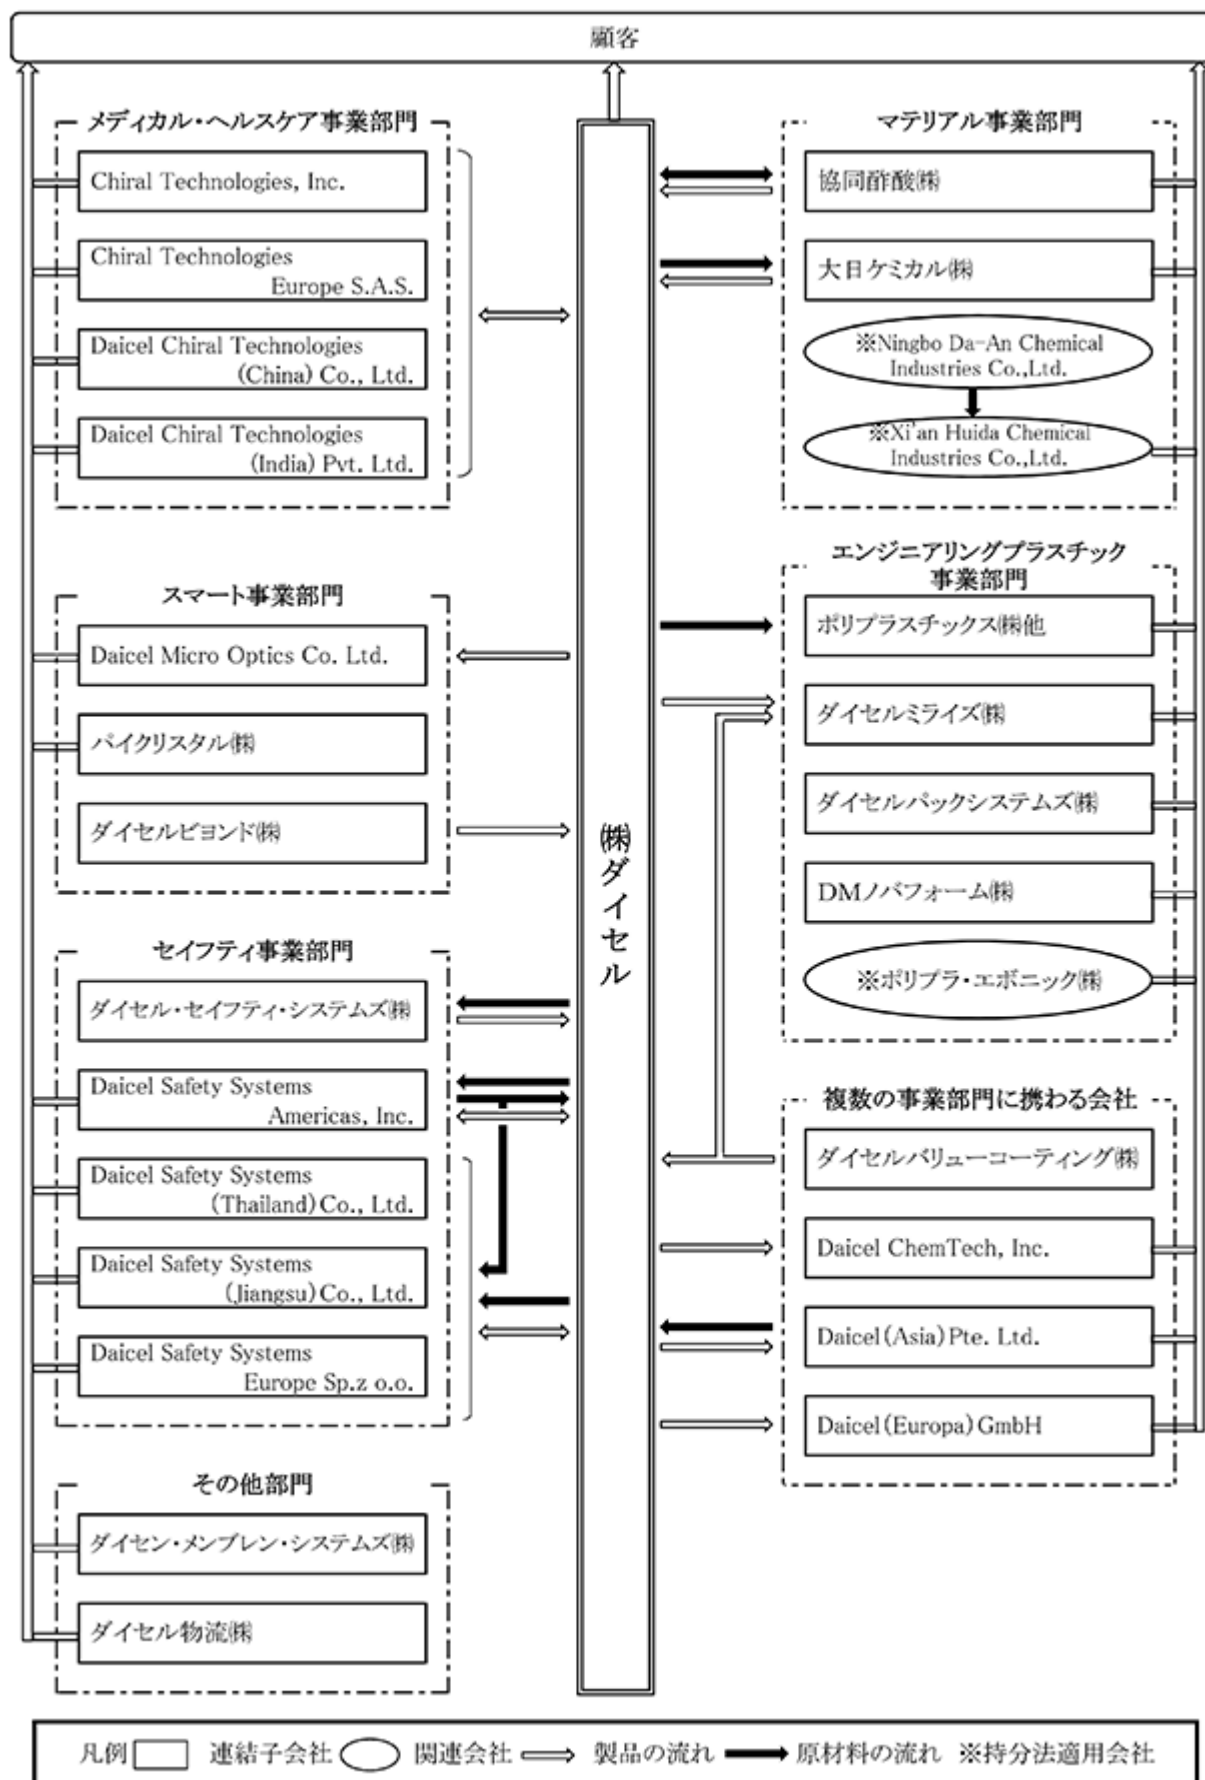 顧客
メディカル・ヘルスケア事業部門
Chiral Technologies, Inc.
Chiral Technologies
Europe S.A.S.
Daicel Chiral Technologies
(China) Co., Ltd.
Daicel Chiral Technologies
(India) Pvt. Ltd.
スマート事業部門
Daicel Micro Optics Co. Ltd.
パイクリスタル㈱
ダイセルビヨンド㈱
セイフティ事業部門
ダイセル・セイフティ・システムズ㈱
Daicel Safety Systems
Americas, Inc.
Daicel Safety Systems
(Thailand) Co., Ltd.
Daicel Safety Systems
(Jiangsu) Co., Ltd.
Daicel Safety Systems
Europe Sp.z o.o.
その他部門
ダイセン・メンブレン・システムズ㈱
ダイセル物流㈱
㈱ダイセル
マテリアル事業部門
協同酢酸㈱
大日ケミカル㈱
※Ningbo Da-An Chemical
Industries Co.,Ltd.
※Xi'an Huida Chemical
Industries Co.,Ltd.
エンジニアリングプラスチック
事業部門
ポリプラスチックス㈱他
ダイセルミライズ㈱
ダイセルパックシステムズ㈱
DMノバフォーム㈱
※ポリプラ・エボニック㈱
複数の事業部門に携わる会社
ダイセルバリューコーティング㈱
Daicel ChemTech, Inc.
Daicel (Asia) Pte. Ltd.
Daicel (Europa) GmbH
凡例 連結子会社 関連会社 製品の流れ 原材料の流れ ※持分法適用会社